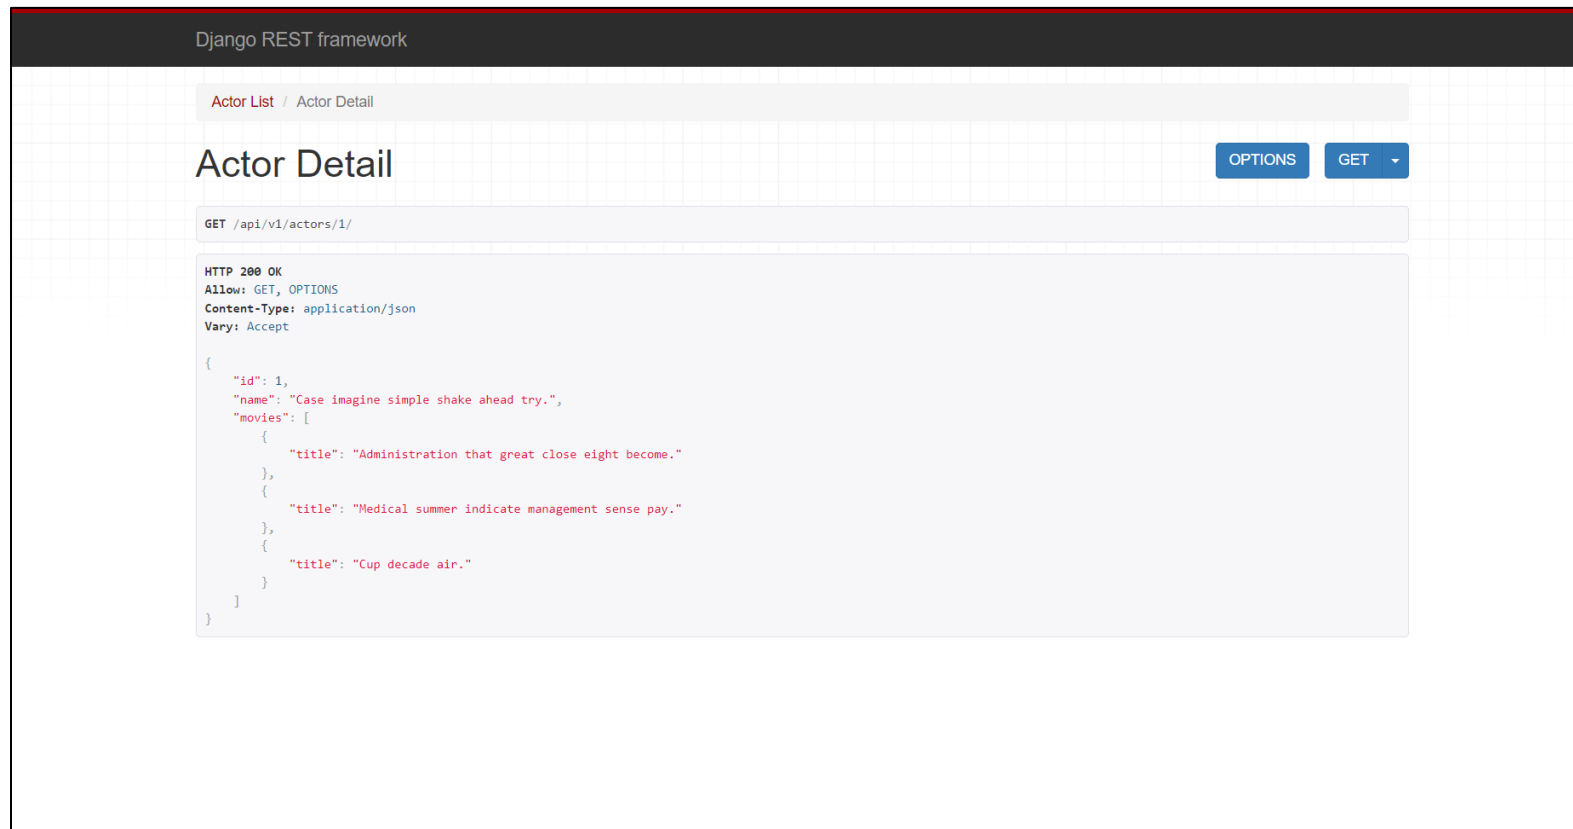 Django REST framework
Actor List / Actor Detail
Actor Detail
OPTIONS
GET
GET /api/v1/actors/1/
HTTP 200 OK
Allow: GET, OPTIONS
Content-Type: application/json
Vary: Accept
{
    "id": 1,
    "name": "Case imagine simple shake ahead try.",
    "movies": [
        {
            "title": "Administration that great close eight become."
        },
        {
            "title": "Medical summer indicate management sense pay."
        },
        {
            "title": "Cup decade air."
        }
    ]
}